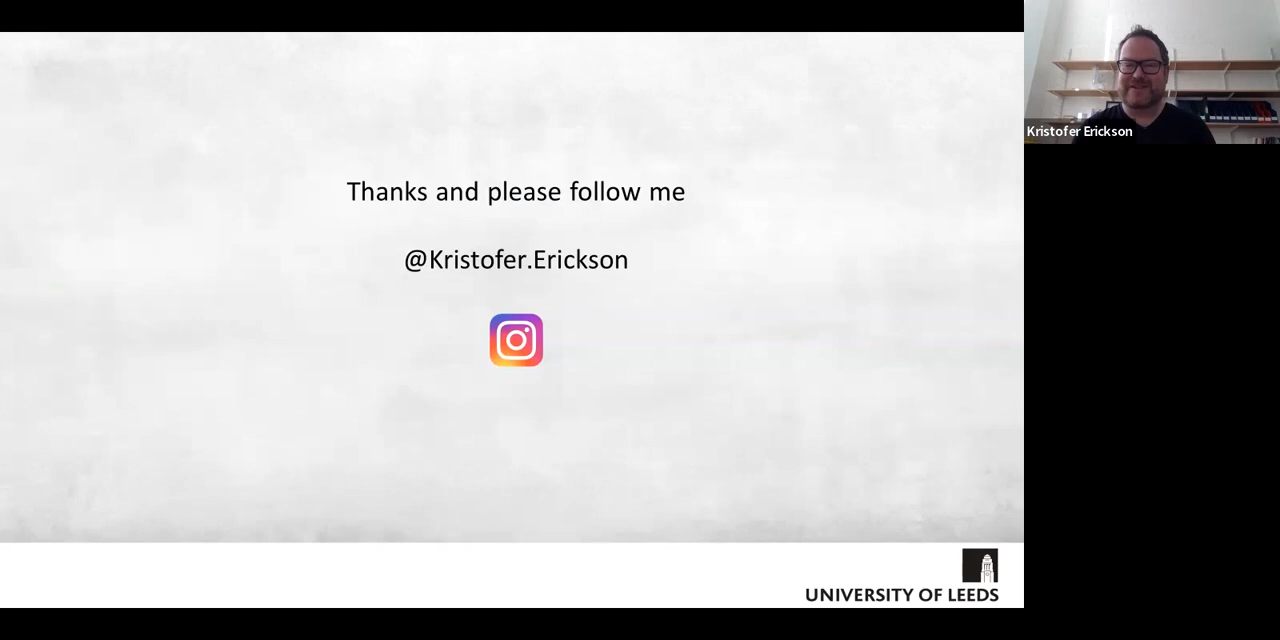 Thanks and please follow me
@Kristofer.Erickson
UNIVERSITY OF LEEDS
Kristofer Erickson